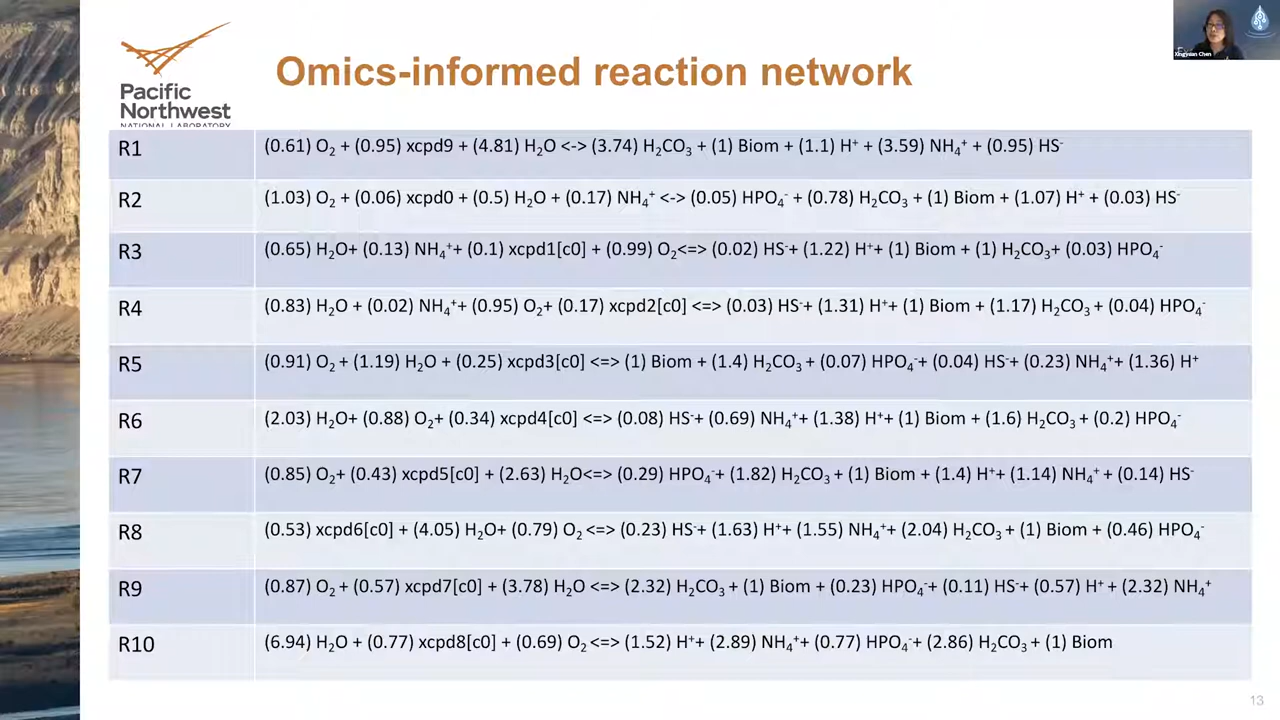 Xingyuan Chen
Pacific
Northwest
NATIONAL LABORATORY
Omics-informed reaction network
R1 (0.61) O₂ + (0.95) xcpd9 + (4.81) H₂O <-> (3.74) H₂CO₃ + (1) Biom + (1.1) H⁺ + (3.59) NH₄⁺ + (0.95) HS⁻
R2 (1.03) O₂ + (0.06) xcpd0 + (0.5) H₂O + (0.17) NH₄⁺ <-> (0.05) HPO₄⁻ + (0.78) H₂CO₃ + (1) Biom + (1.07) H⁺ + (0.03) HS⁻
R3 (0.65) H₂O+ (0.13) NH₄⁺+ (0.1) xcpd1[c0] + (0.99) O₂<=> (0.02) HS⁻+ (1.22) H⁺+ (1) Biom + (1) H₂CO₃+ (0.03) HPO₄⁻
R4 (0.83) H₂O + (0.02) NH₄⁺+ (0.95) O₂+ (0.17) xcpd2[c0] <=> (0.03) HS⁻+ (1.31) H⁺+ (1) Biom + (1.17) H₂CO₃ + (0.04) HPO₄⁻
R5 (0.91) O₂ + (1.19) H₂O + (0.25) xcpd3[c0] <=> (1) Biom + (1.4) H₂CO₃ + (0.07) HPO₄⁻+ (0.04) HS⁻+ (0.23) NH₄⁺+ (1.36) H⁺
R6 (2.03) H₂O+ (0.88) O₂+ (0.34) xcpd4[c0] <=> (0.08) HS⁻+ (0.69) NH₄⁺+ (1.38) H⁺+ (1) Biom + (1.6) H₂CO₃ + (0.2) HPO₄⁻
R7 (0.85) O₂+ (0.43) xcpd5[c0] + (2.63) H₂O<=> (0.29) HPO₄⁻+ (1.82) H₂CO₃ + (1) Biom + (1.4) H⁺+ (1.14) NH₄⁺ + (0.14) HS⁻
R8 (0.53) xcpd6[c0] + (4.05) H₂O+ (0.79) O₂ <=> (0.23) HS⁻+ (1.63) H⁺+ (1.55) NH₄⁺+ (2.04) H₂CO₃ + (1) Biom + (0.46) HPO₄⁻
R9 (0.87) O₂ + (0.57) xcpd7[c0] + (3.78) H₂O <=> (2.32) H₂CO₃ + (1) Biom + (0.23) HPO₄⁻+ (0.11) HS⁻+ (0.57) H⁺ + (2.32) NH₄⁺
R10 (6.94) H₂O + (0.77) xcpd8[c0] + (0.69) O₂ <=> (1.52) H⁺+ (2.89) NH₄⁺+ (0.77) HPO₄⁻+ (2.86) H₂CO₃ + (1) Biom
13